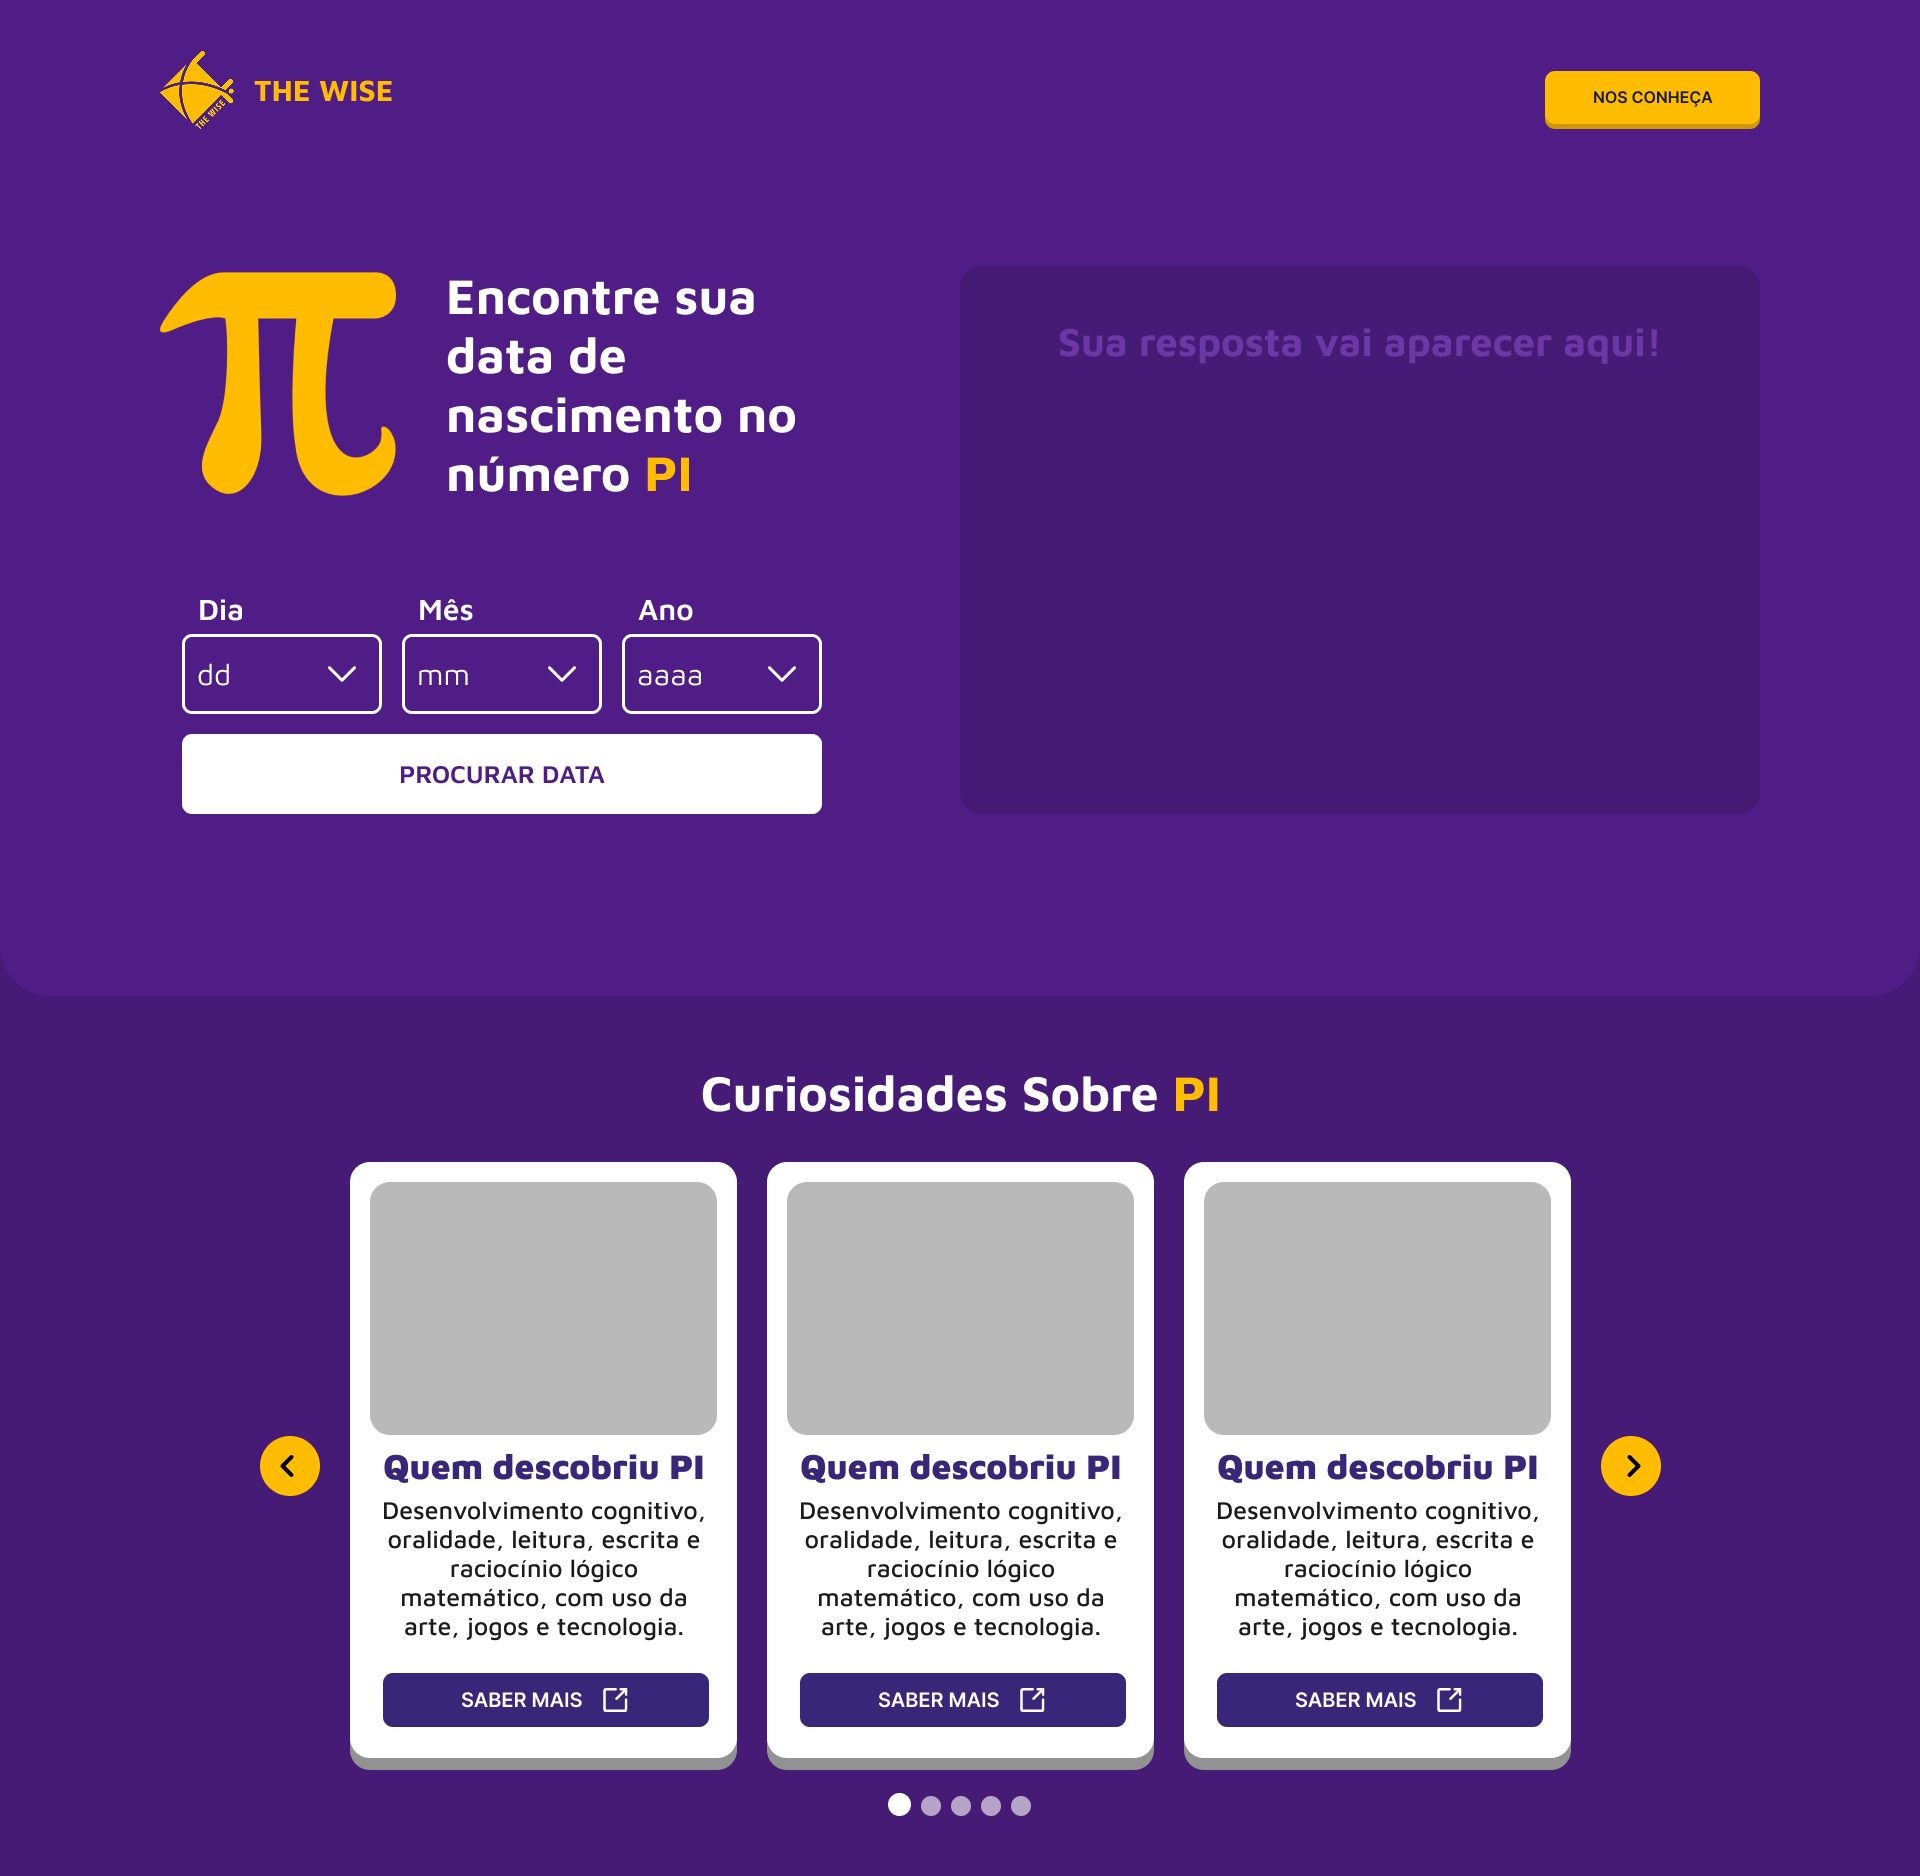 THE WISE
THE WISE
NOS CONHEÇA
Encontre sua
data de
nascimento no
número PI
Sua resposta vai aparecer aqui!
Dia
Mês
Ano
dd
mm
aaaa
PROCURAR DATA
Curiosidades Sobre PI
Quem descobriu PI
Desenvolvimento cognitivo,
oralidade, leitura, escrita e
raciocínio lógico
matemático, com uso da
arte, jogos e tecnologia.
SABER MAIS
Quem descobriu PI
Desenvolvimento cognitivo,
oralidade, leitura, escrita e
raciocínio lógico
matemático, com uso da
arte, jogos e tecnologia.
SABER MAIS
Quem descobriu PI
Desenvolvimento cognitivo,
oralidade, leitura, escrita e
raciocínio lógico
matemático, com uso da
arte, jogos e tecnologia.
SABER MAIS